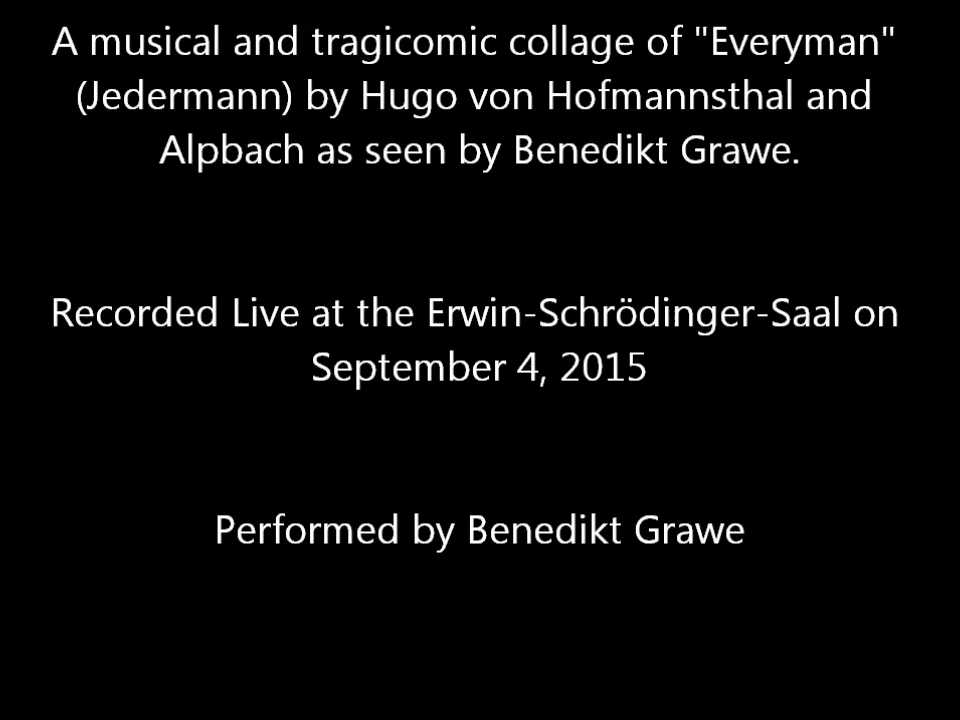 A musical and tragicomic collage of "Everyman"
(Jedermann) by Hugo von Hofmannsthal and
Alpbach as seen by Benedikt Grawe.
Recorded Live at the Erwin-Schrödinger-Saal on
September 4, 2015
Performed by Benedikt Grawe